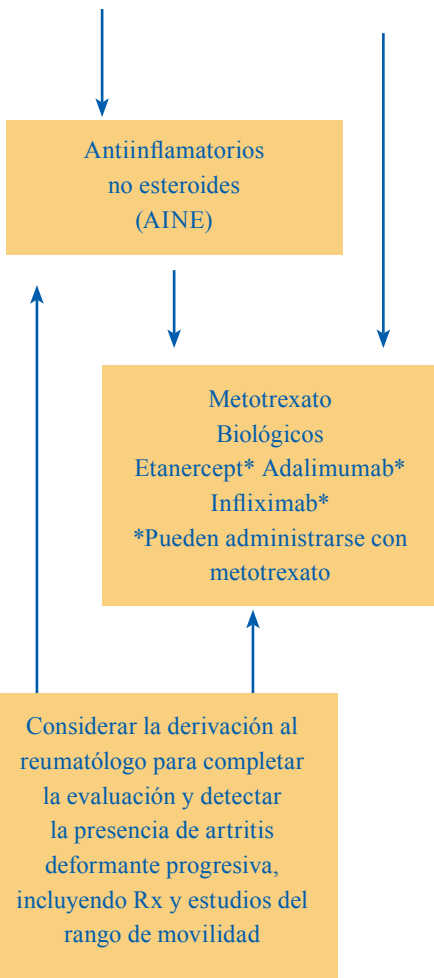 Antiinflamatorios
no esteroides
(AINE)
Metotrexato
Biológicos
Etanercept* Adalimumab*
Infliximab*
*Pueden administrarse con
metotrexato
Considerar la derivación al
reumatólogo para completar
la evaluación y detectar
la presencia de artritis
deformante progresiva,
incluyendo Rx y estudios del
rango de movilidad